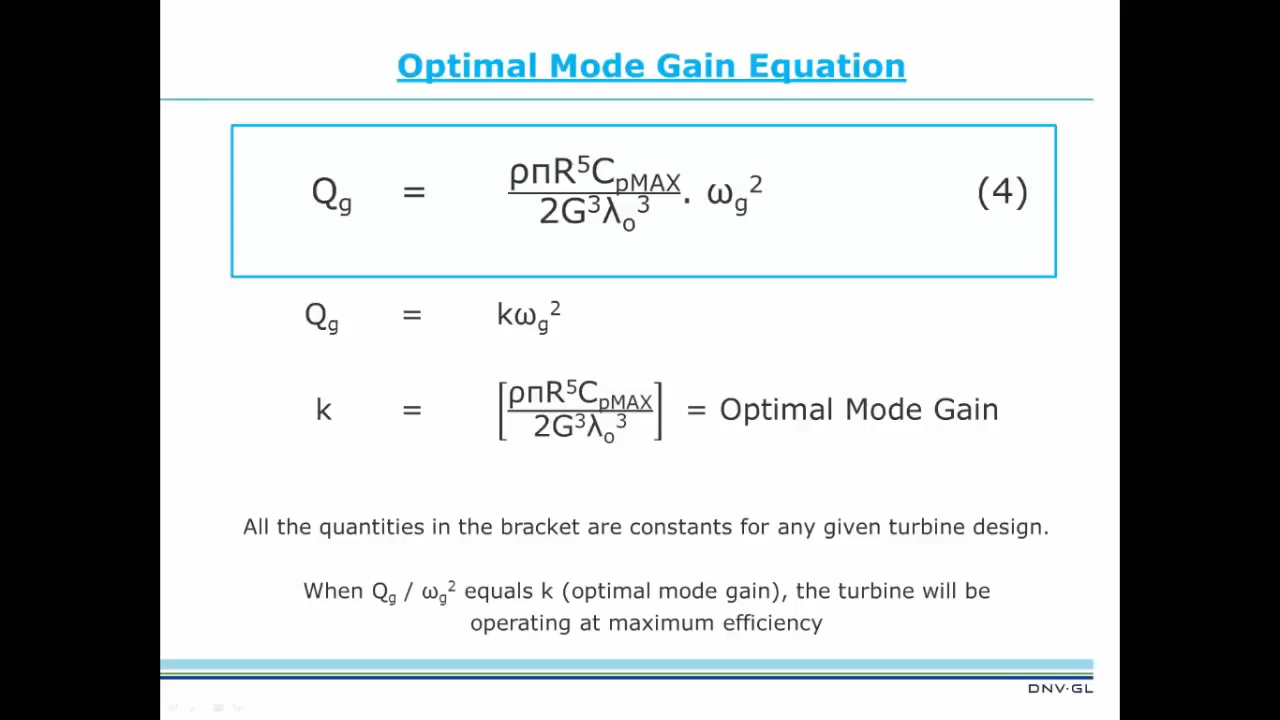 Optimal Mode Gain Equation
Q_g = ρπR⁵C_pMAX / 2G³λ_o³ . ω_g² (4)
Q_g = kω_g²
k = [ρπR⁵C_pMAX / 2G³λ_o³] = Optimal Mode Gain
All the quantities in the bracket are constants for any given turbine design.
When Q_g / ω_g² equals k (optimal mode gain), the turbine will be
operating at maximum efficiency
DNV·GL